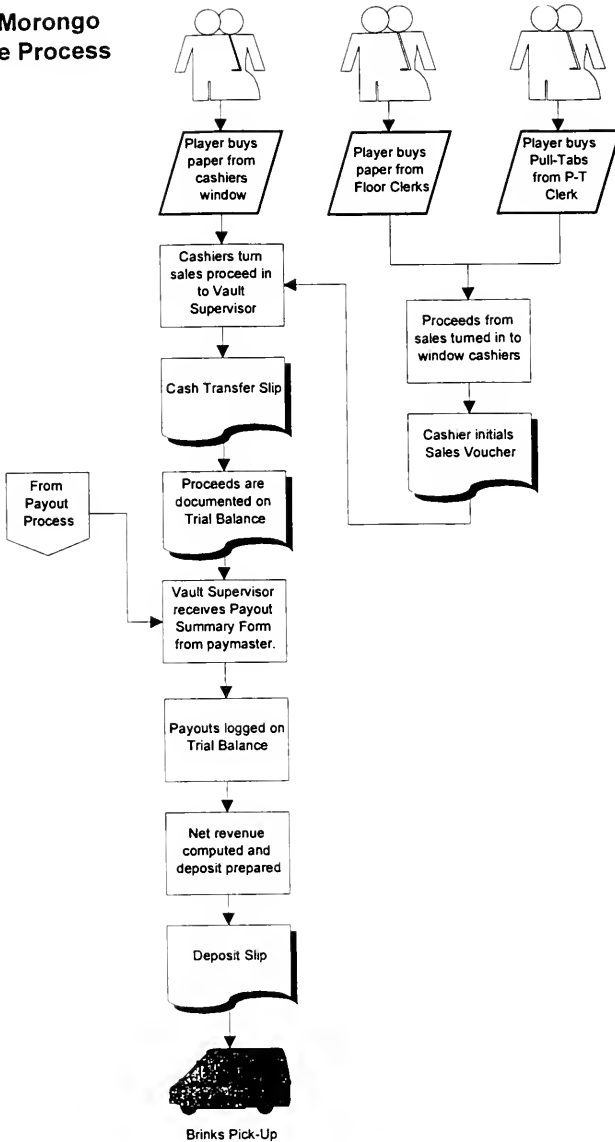 Morongo
e Process
Player buys
paper from
cashiers
window
Player buys
paper from
Floor Clerks
Player buys
Pull-Tabs
from P-T
Clerk
Cashiers turn
sales proceed in
to Vault
Supervisor
Proceeds from
sales turned in to
window cashiers
Cash Transfer Slip
Cashier initials
Sales Voucher
From
Payout
Process
Proceeds are
documented on
Trial Balance
Vault Supervisor
receives Payout
Summary Form
from paymaster.
Payouts logged on
Trial Balance
Net revenue
computed and
deposit prepared
Deposit Slip
Brinks Pick-Up